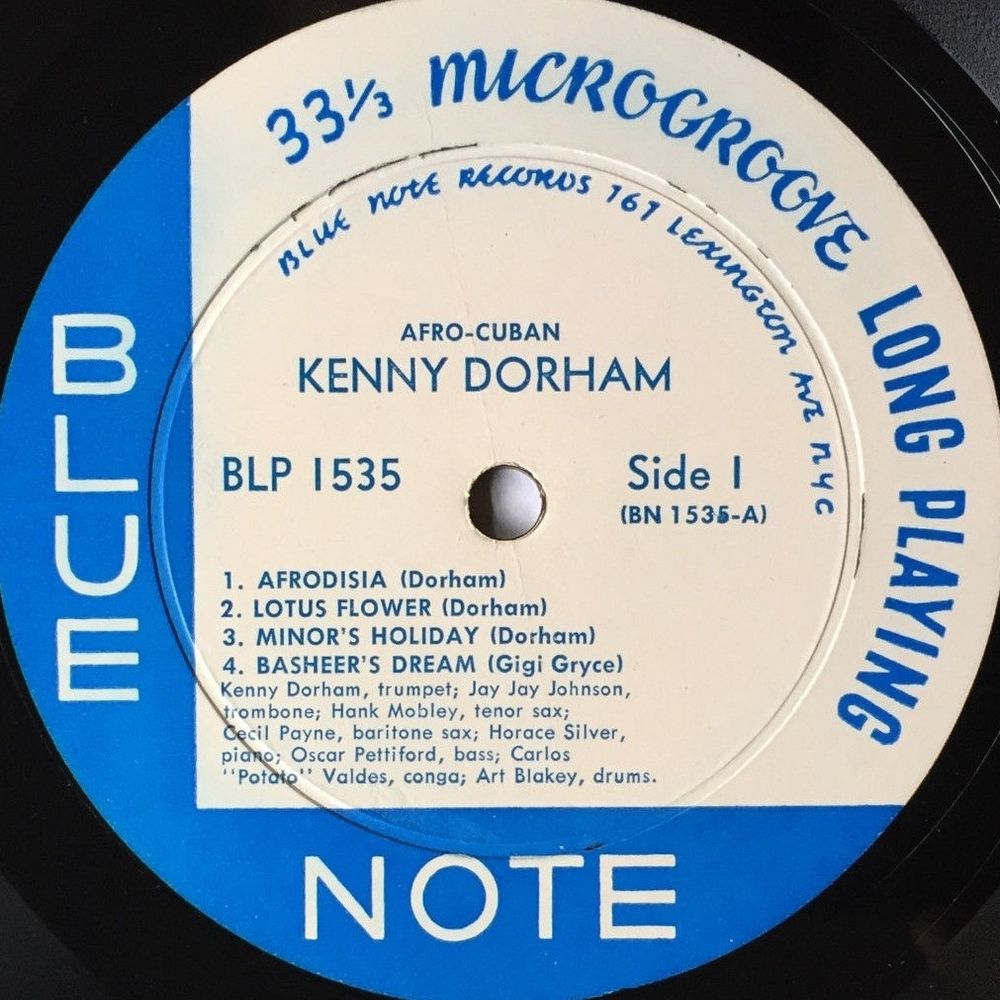 33⅓ MICROGROOVE LONG PLAYING
BLUE NOTE RECORDS 767 LEXINGTON AVE NYC
AFRO-CUBAN
KENNY DORHAM
BLP 1535
Side 1
(BN 1535-A)
1. AFRODISIA (Dorham)
2. LOTUS FLOWER (Dorham)
3. MINOR'S HOLIDAY (Dorham)
4. BASHEER'S DREAM (Gigi Gryce)
Kenny Dorham, trumpet; Jay Jay Johnson,
trombone; Hank Mobley, tenor sax;
Cecil Payne, baritone sax; Horace Silver,
piano; Oscar Pettiford, bass; Carlos
"Potato" Valdes, conga; Art Blakey, drums.
BLUE
NOTE